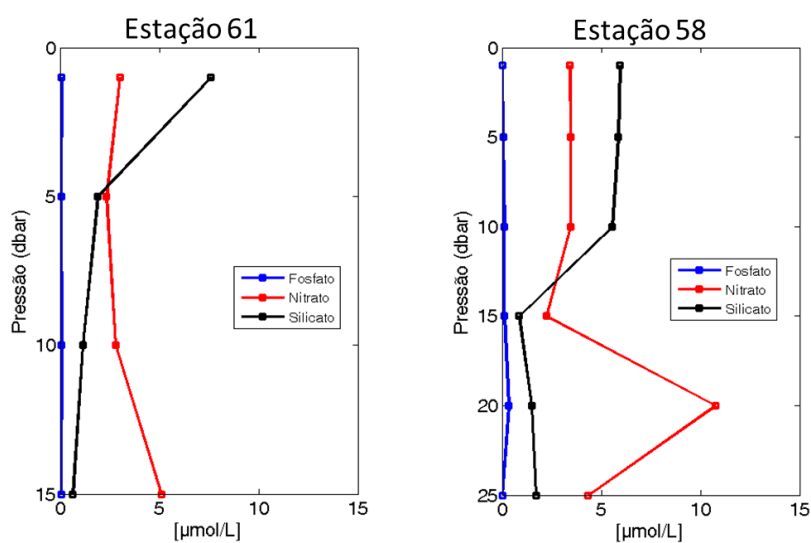 Estação 61
0
5
10
15
Pressão (dbar)
Fosfato
Nitrato
Silicato
0 5 10 15
[µmol/L]
Estação 58
0
5
10
15
20
25
Pressão (dbar)
Fosfato
Nitrato
Silicato
0 5 10 15
[µmol/L]